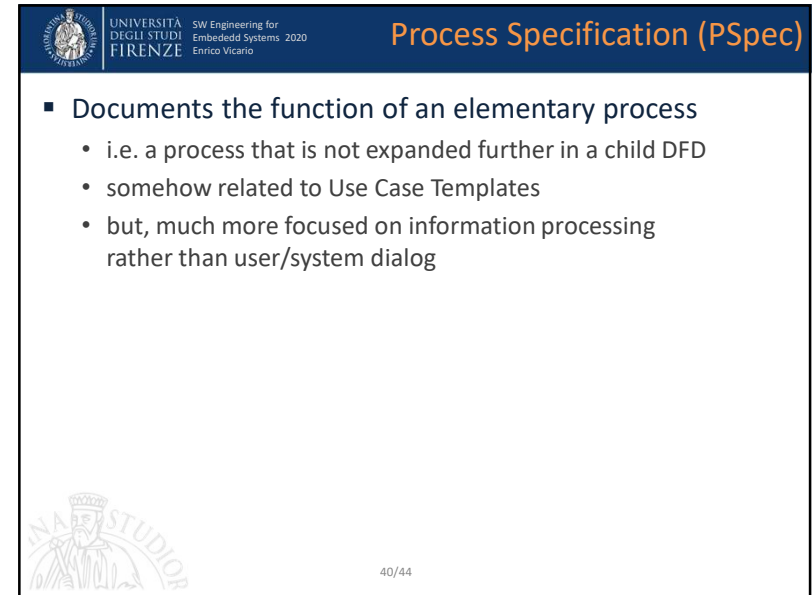 UNIVERSITÀ
DEGLI STUDI
FIRENZE
SW Engineering for
Embededd Systems 2020
Enrico Vicario
Process Specification (PSpec)
▪ Documents the function of an elementary process
• i.e. a process that is not expanded further in a child DFD
• somehow related to Use Case Templates
• but, much more focused on information processing
rather than user/system dialog
40/44